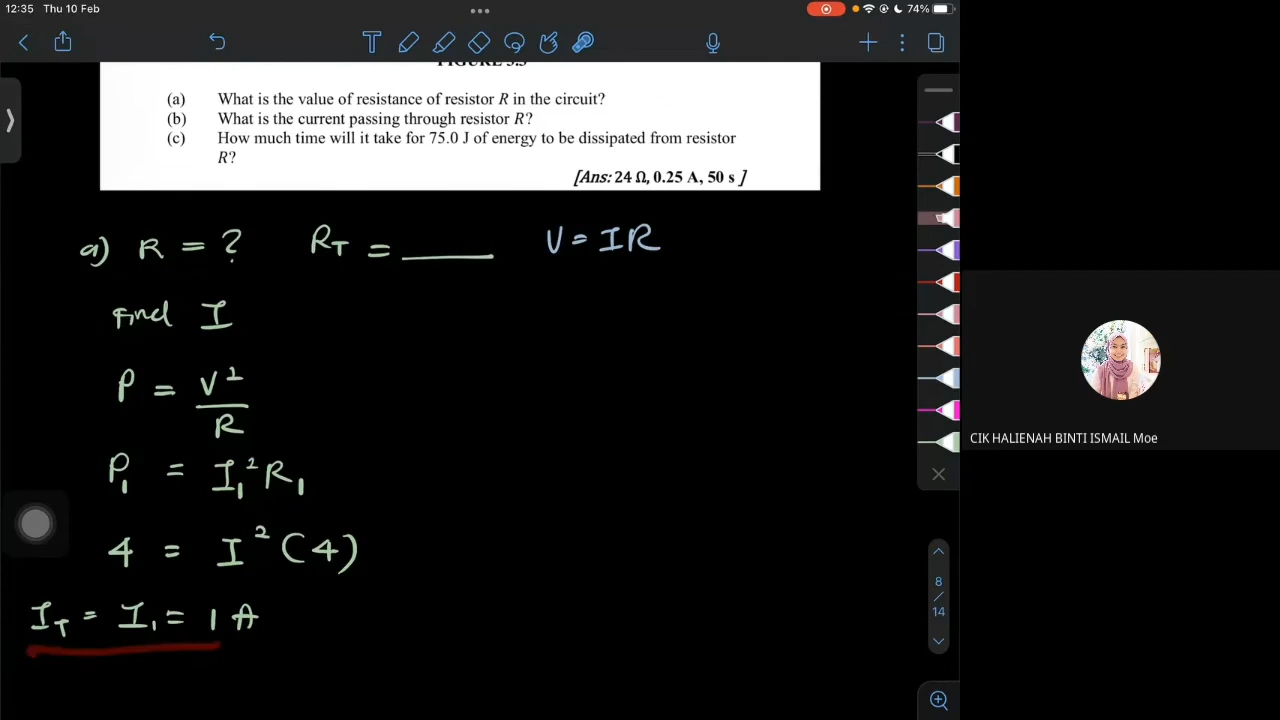 12:35 Thu 10 Feb
74%
FIGURE 3.3
(a) What is the value of resistance of resistor R in the circuit?
(b) What is the current passing through resistor R?
(c) How much time will it take for 75.0 J of energy to be dissipated from resistor
R?
[Ans: 24 Ω, 0.25 A, 50 s ]
a) R = ? R_T = ____ V = IR
Find I
P = V²/R
P₁ = I₁²R₁
4 = I²(4)
I_T = I₁ = 1 A
8
/
14
CIK HALIENAH BINTI ISMAIL Moe